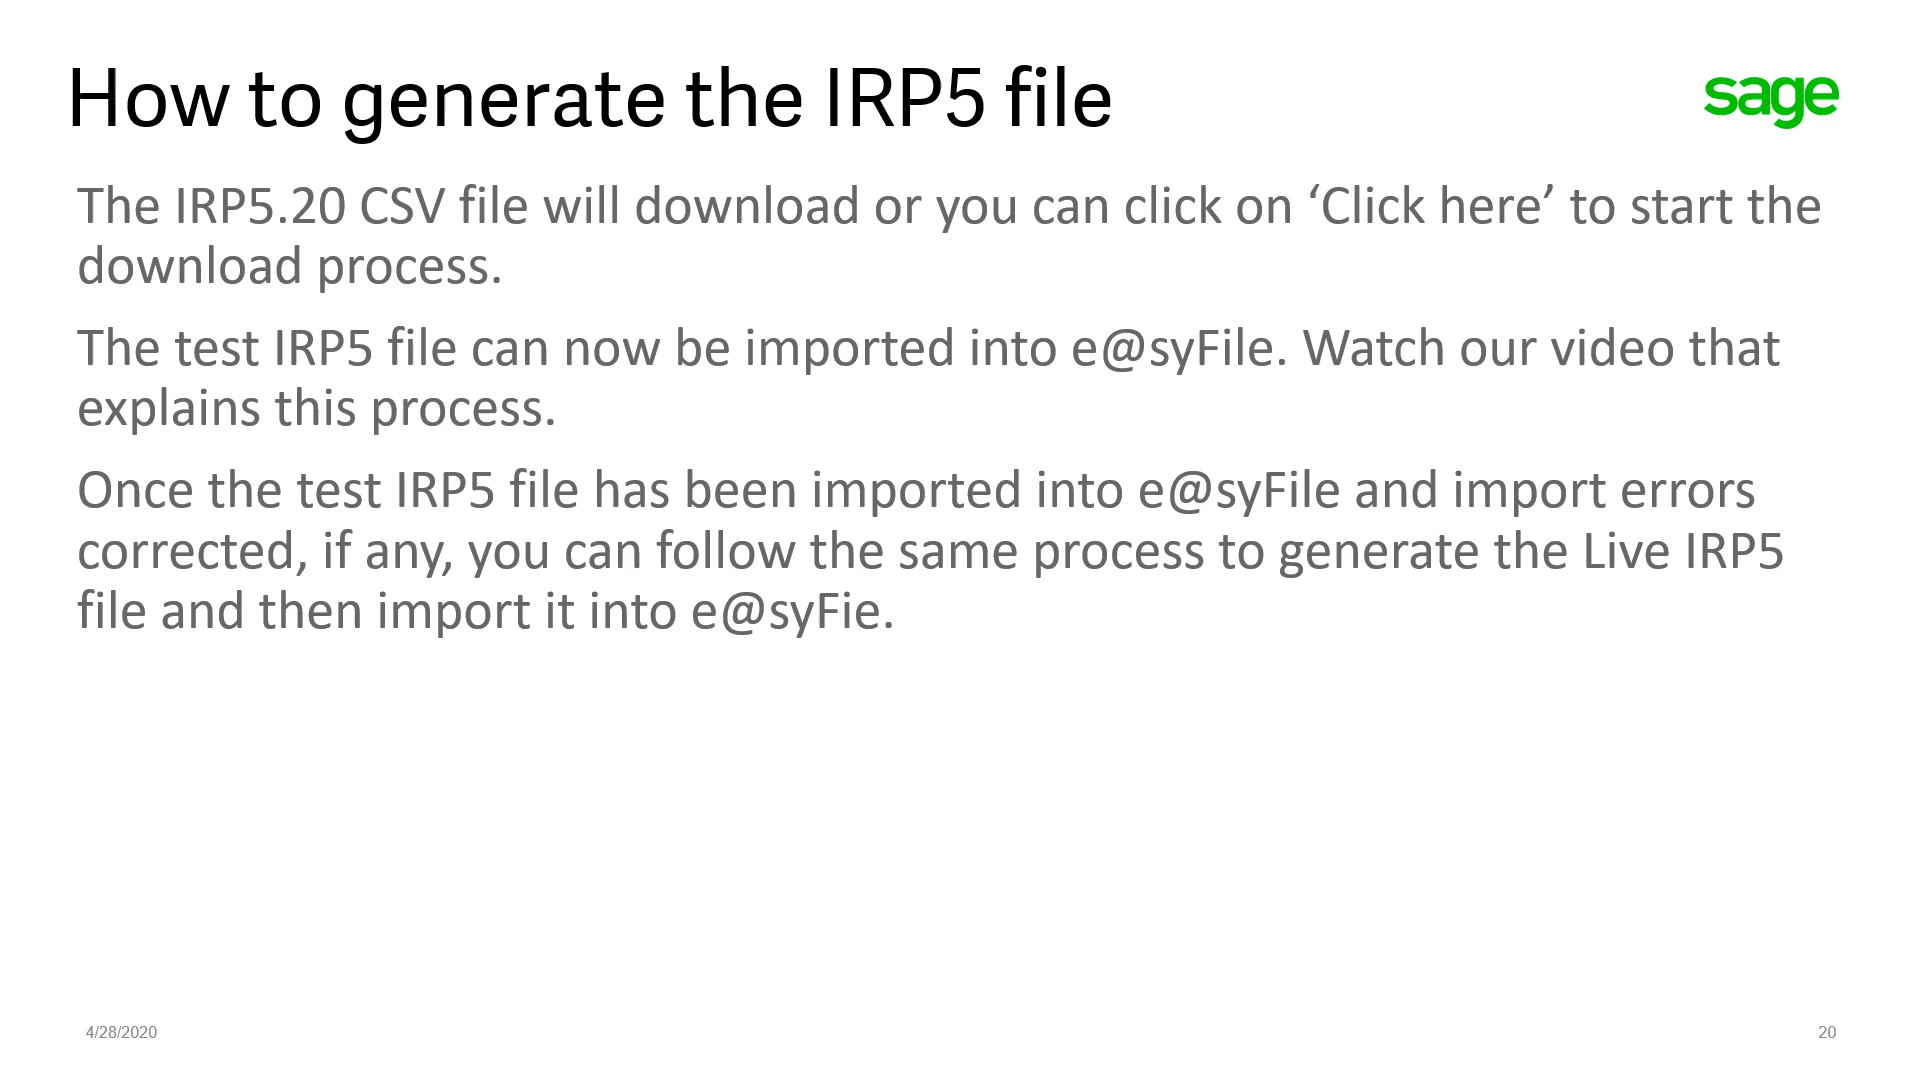 How to generate the IRP5 file
sage
The IRP5.20 CSV file will download or you can click on ‘Click here’ to start the
download process.
The test IRP5 file can now be imported into e@syFile. Watch our video that
explains this process.
Once the test IRP5 file has been imported into e@syFile and import errors
corrected, if any, you can follow the same process to generate the Live IRP5
file and then import it into e@syFie.
4/28/2020
20